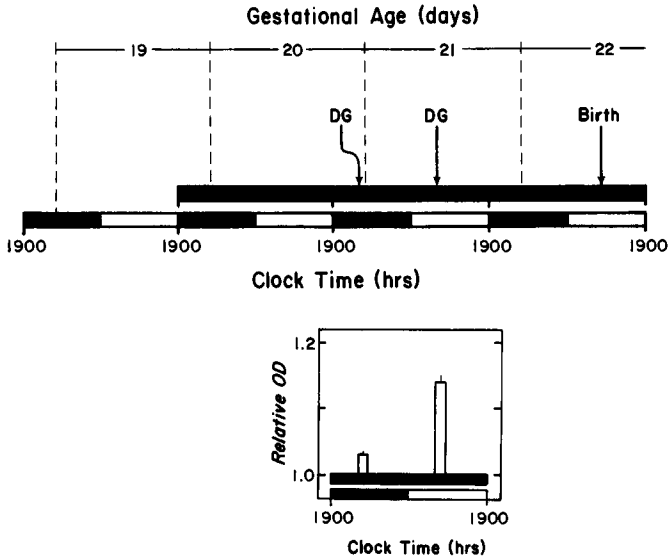 Gestational Age (days)
19 20 21 22
DG DG Birth
1900 1900 1900 1900 1900
Clock Time (hrs)
1.2
Relative OD
1.0
1900 1900
Clock Time (hrs)